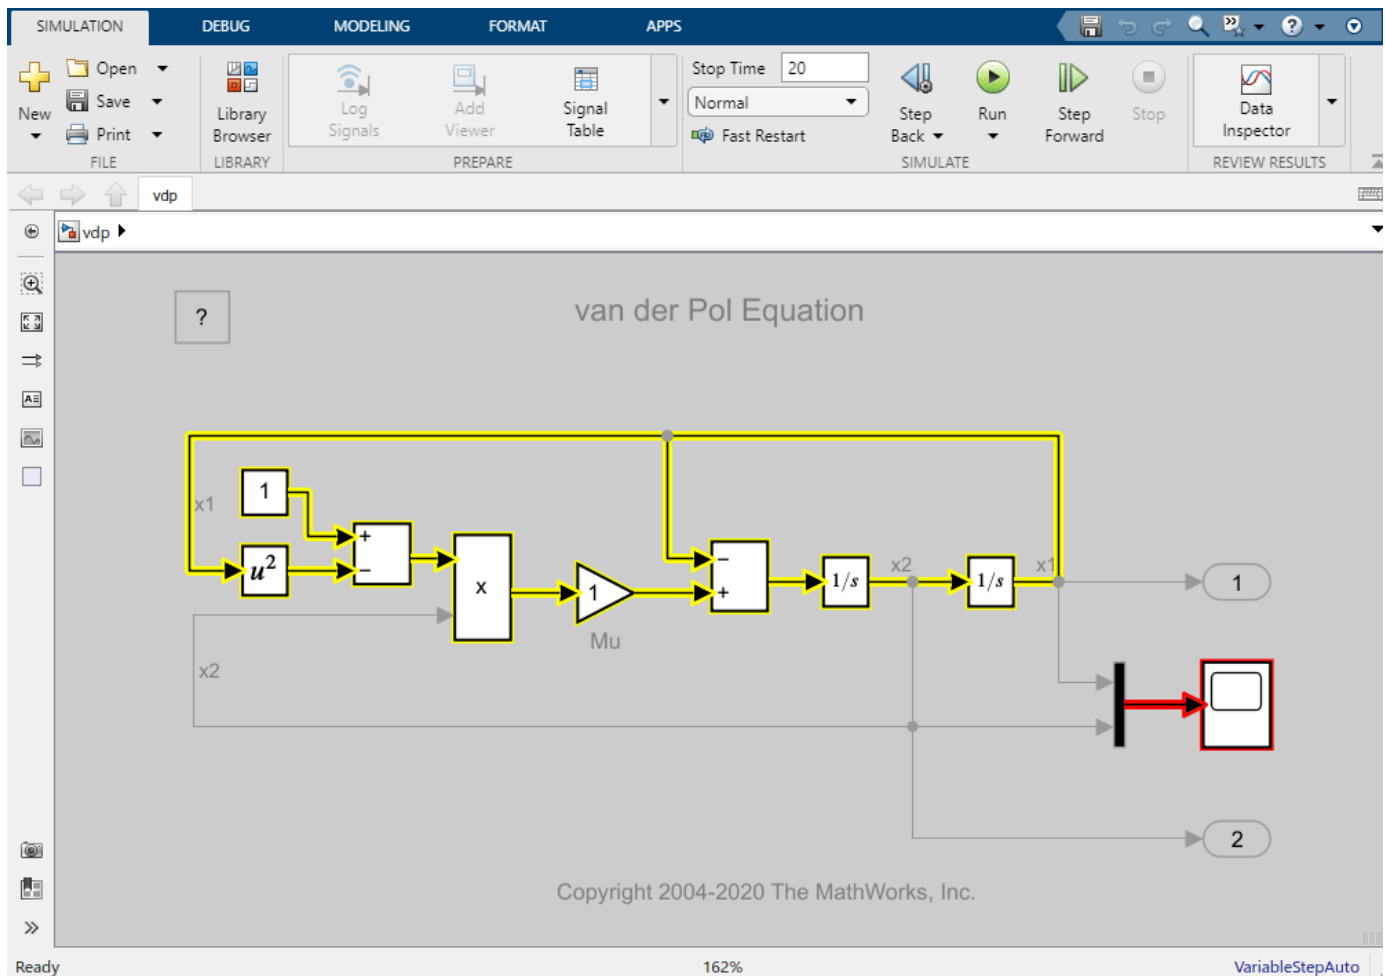 SIMULATION DEBUG MODELING FORMAT APPS
New
Open
Save
Print
FILE
Library Browser
LIBRARY
Log Signals
Add Viewer
Signal Table
PREPARE
Stop Time 20
Normal
Fast Restart
Step Back
Run
Step Forward
Stop
SIMULATE
Data Inspector
REVIEW RESULTS
vdp
vdp
?
van der Pol Equation
x1
1
+
−
u²
x
1
Mu
−
+
1/s
x2
1/s
x1
1
x2
2
Copyright 2004-2020 The MathWorks, Inc.
Ready 162% VariableStepAuto